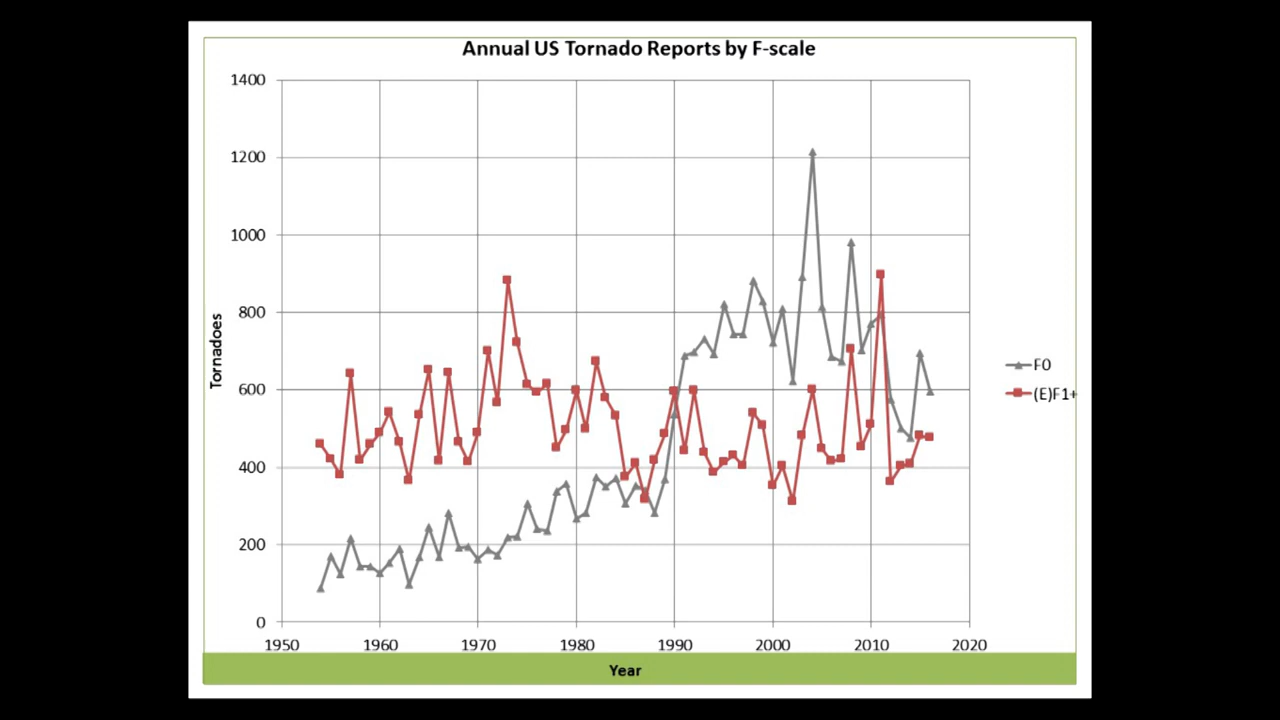 Annual US Tornado Reports by F-scale
1400
1200
1000
800
600
400
200
0
Tornadoes
1950 1960 1970 1980 1990 2000 2010 2020
Year
F0
(E)F1+